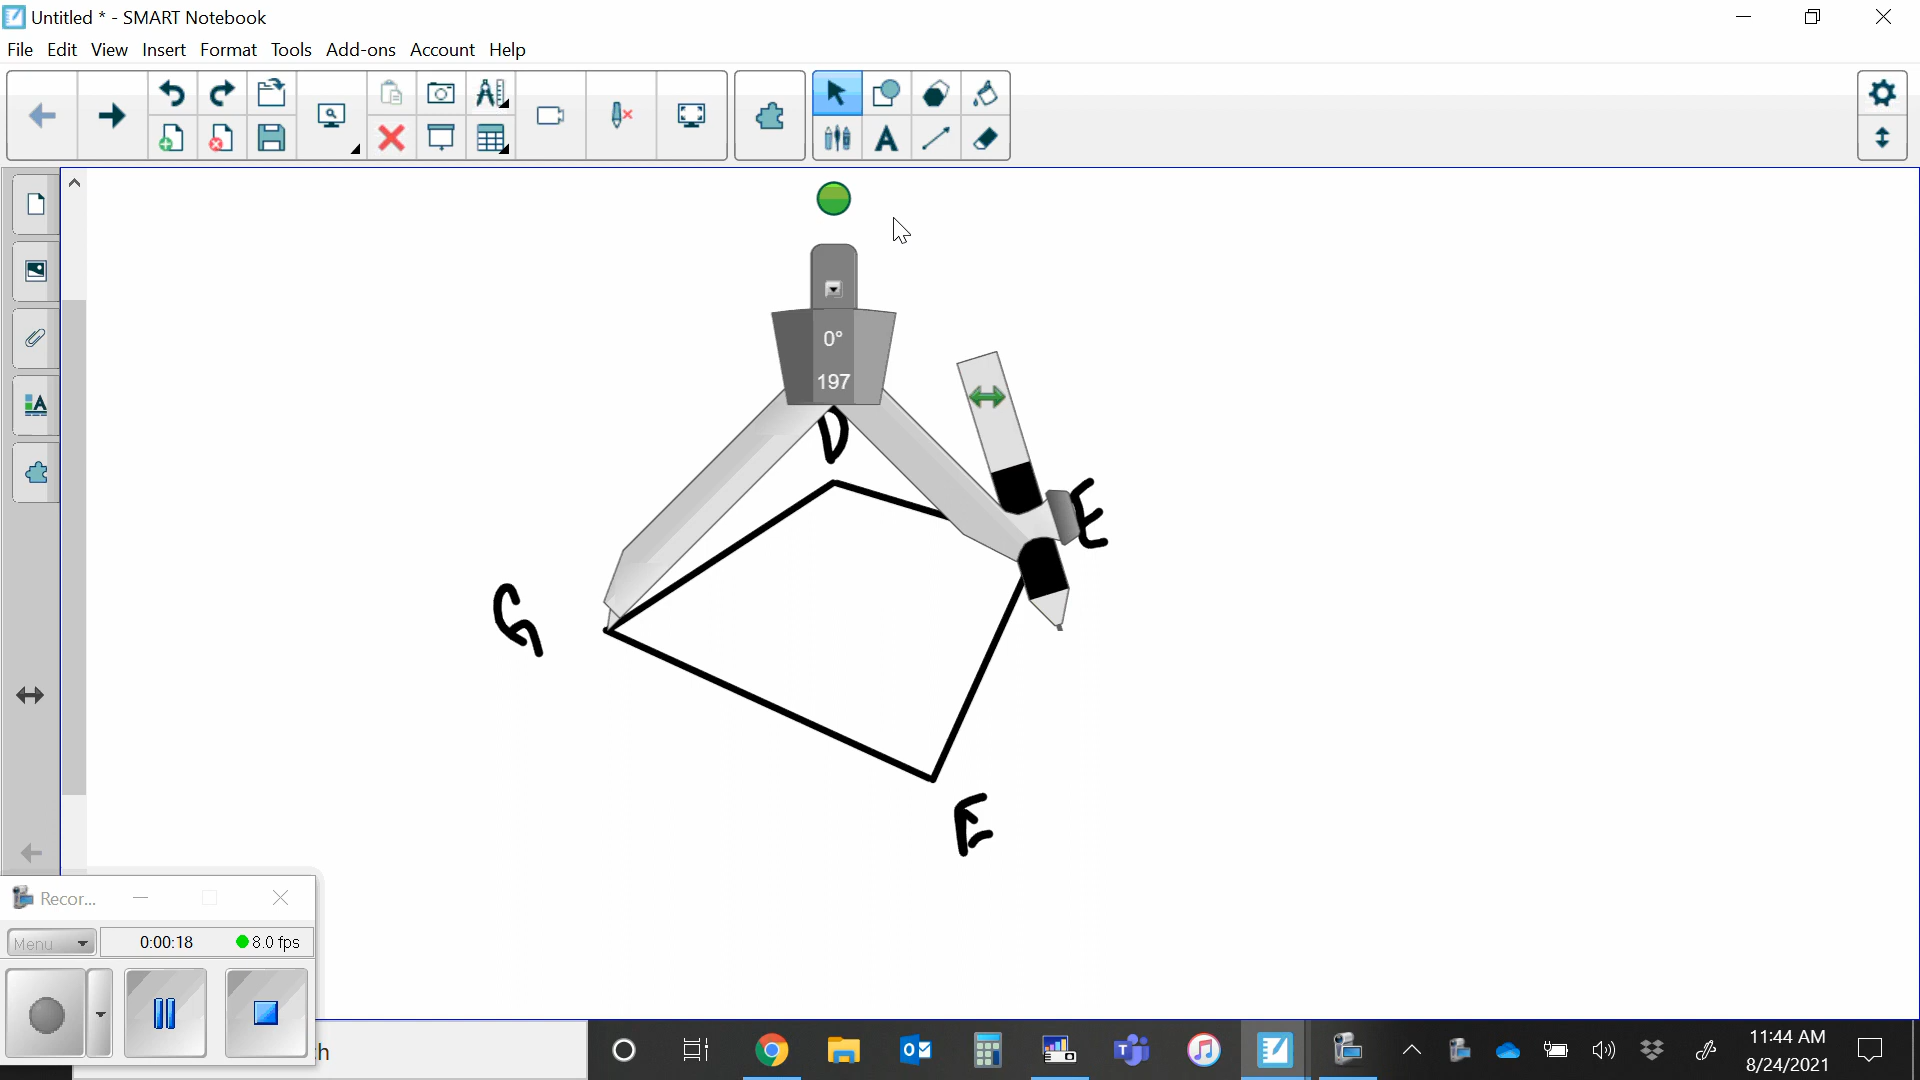 Untitled * - SMART Notebook
File Edit View Insert Format Tools Add-ons Account Help
0°
197
D
E
G
E
Recor...
Menu
0:00:18
8.0 fps
h
11:44 AM
8/24/2021